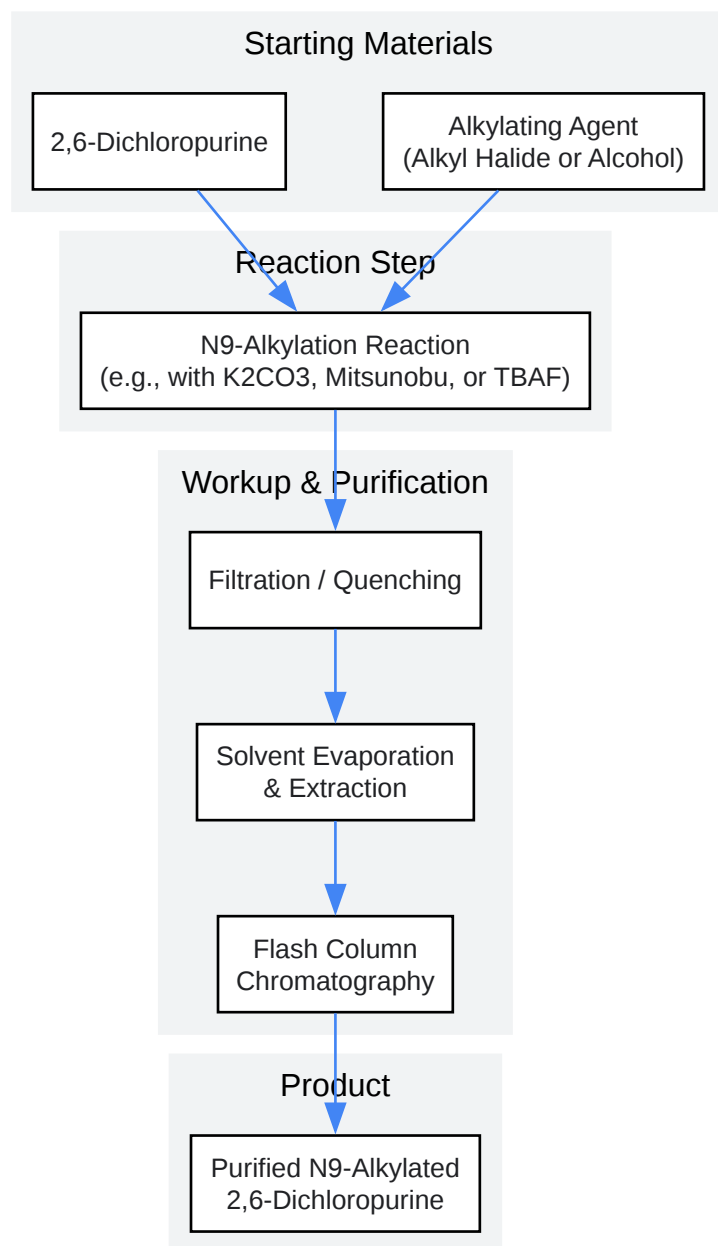 Starting Materials
2,6-Dichloropurine
Alkylating Agent
(Alkyl Halide or Alcohol)
Reaction Step
N9-Alkylation Reaction
(e.g., with K2CO3, Mitsunobu, or TBAF)
Workup & Purification
Filtration / Quenching
Solvent Evaporation
& Extraction
Flash Column
Chromatography
Product
Purified N9-Alkylated
2,6-Dichloropurine